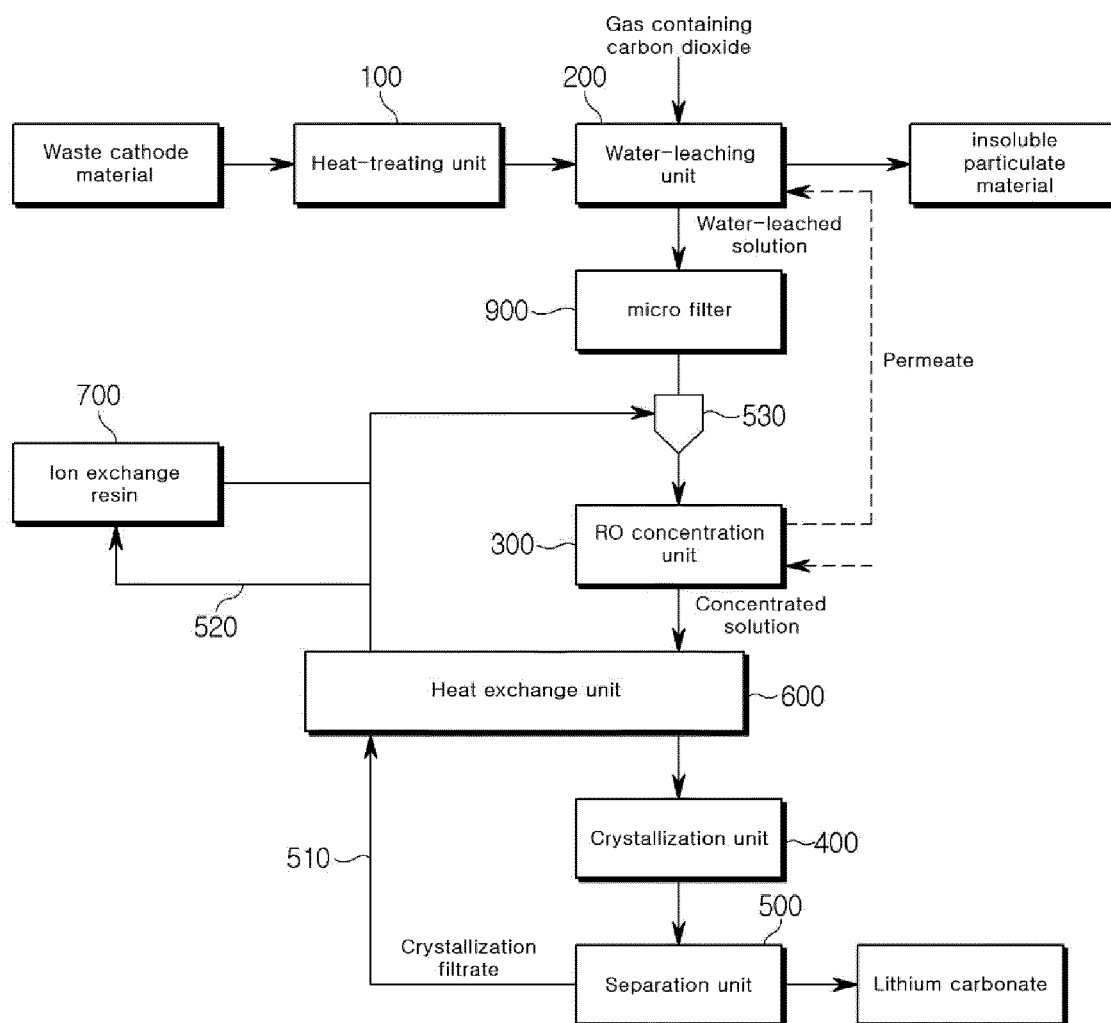 Gas containing
carbon dioxide
100
200
Waste cathode
material
Heat-treating unit
Water-leaching
unit
insoluble
particulate
material
Water-leached
solution
900
micro filter
Permeate
700
530
Ion exchange
resin
300
RO concentration
unit
520
Concentrated
solution
Heat exchange unit
600
Crystallization unit
400
510
500
Crystallization
filtrate
Separation unit
Lithium carbonate